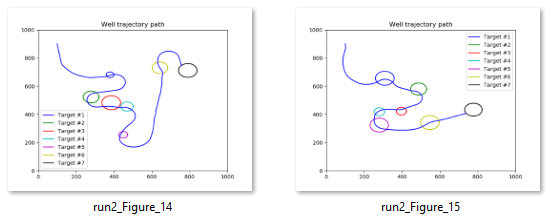 Well trajectory path
1000
800
600
400
200
0
Target #1
Target #2
Target #3
Target #4
Target #5
Target #6
Target #7
0 200 400 600 800 1000
run2_Figure_14
Well trajectory path
1000
800
600
400
200
0
Target #1
Target #2
Target #3
Target #4
Target #5
Target #6
Target #7
0 200 400 600 800 1000
run2_Figure_15